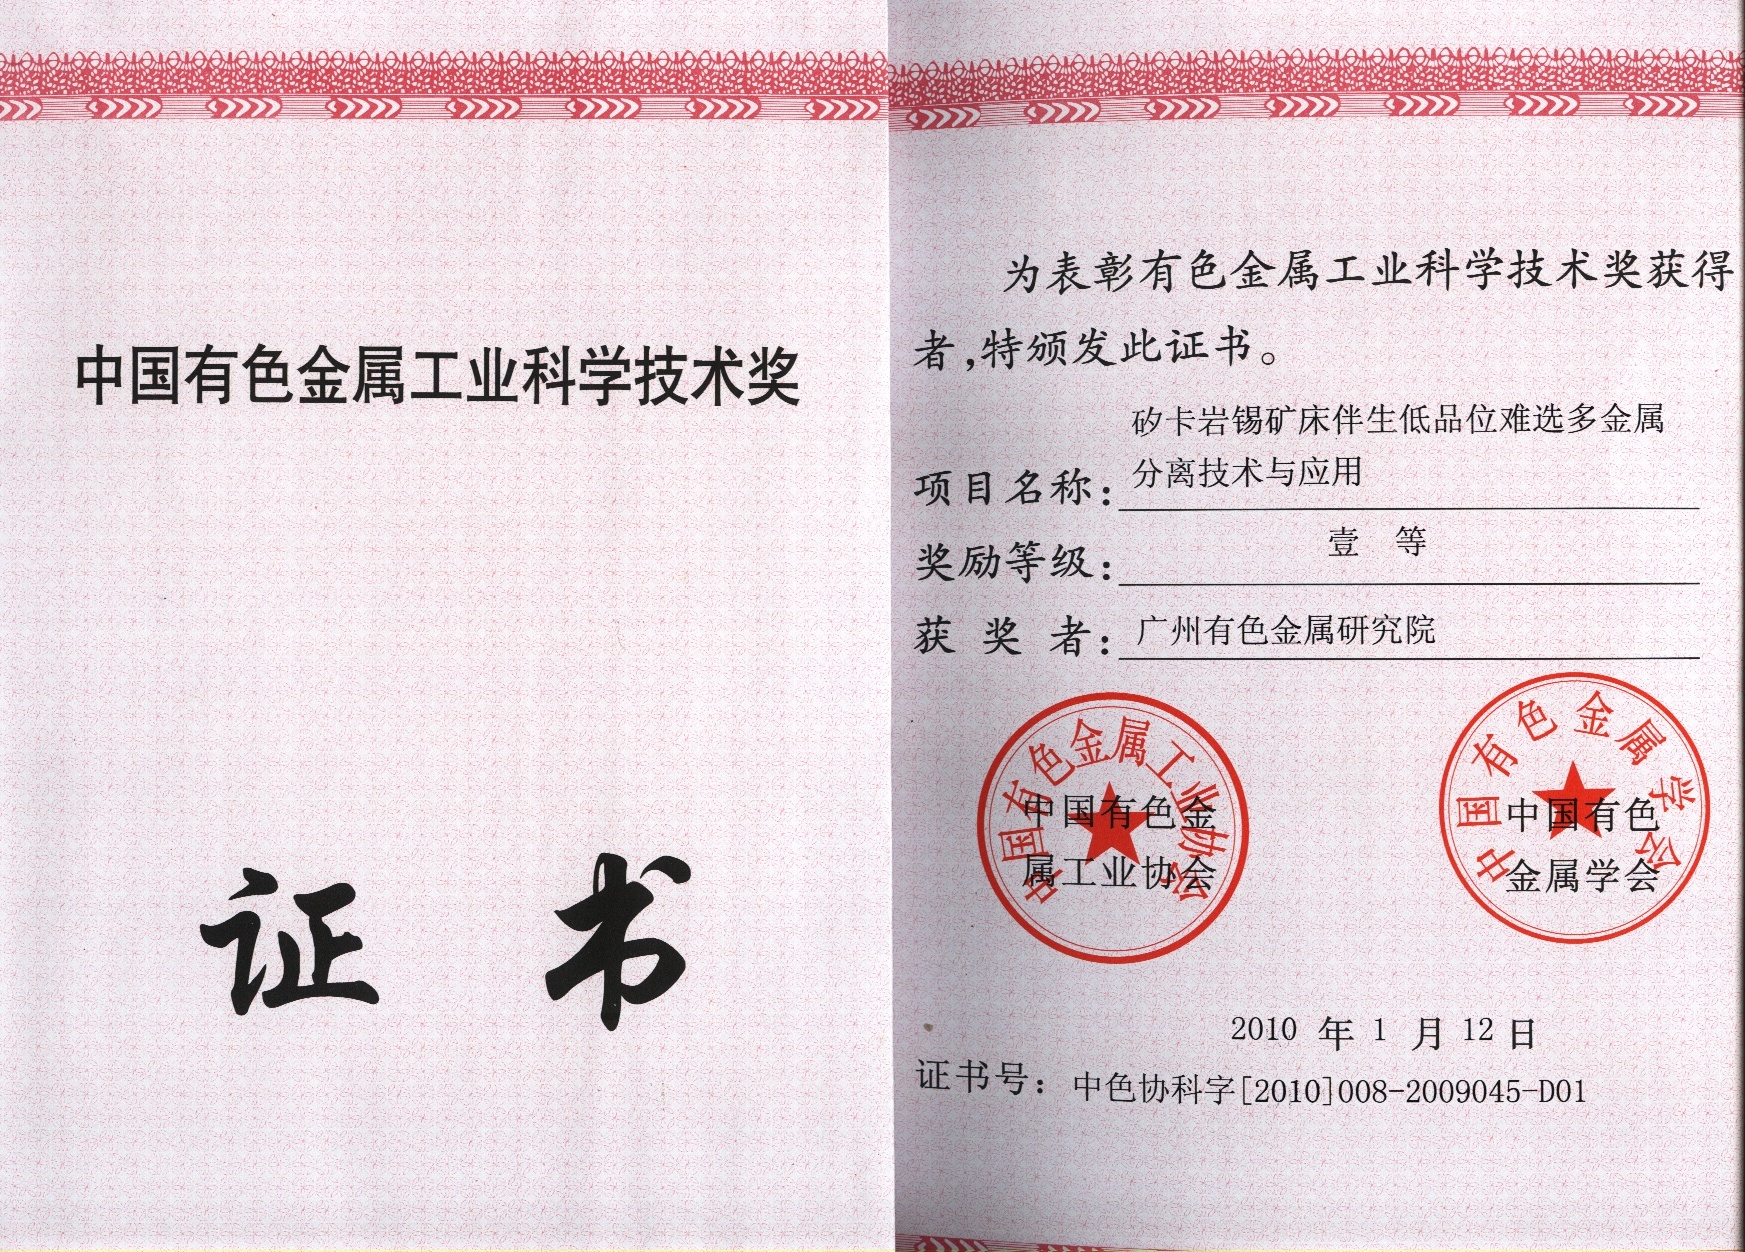 中国有色金属工业科学技术奖
证 书
为表彰有色金属工业科学技术奖获得
者,特颁发此证书。
矽卡岩锡矿床伴生低品位难选多金属
项目名称:分离技术与应用
奖励等级:壹 等
获 奖 者:广州有色金属研究院
中国有色金属工业协会
中国有色金
属工业协会
中国有色金属学会
中国有色
金属学会
2010 年 1 月 12 日
证书号:中色协科字[2010]008-2009045-D01